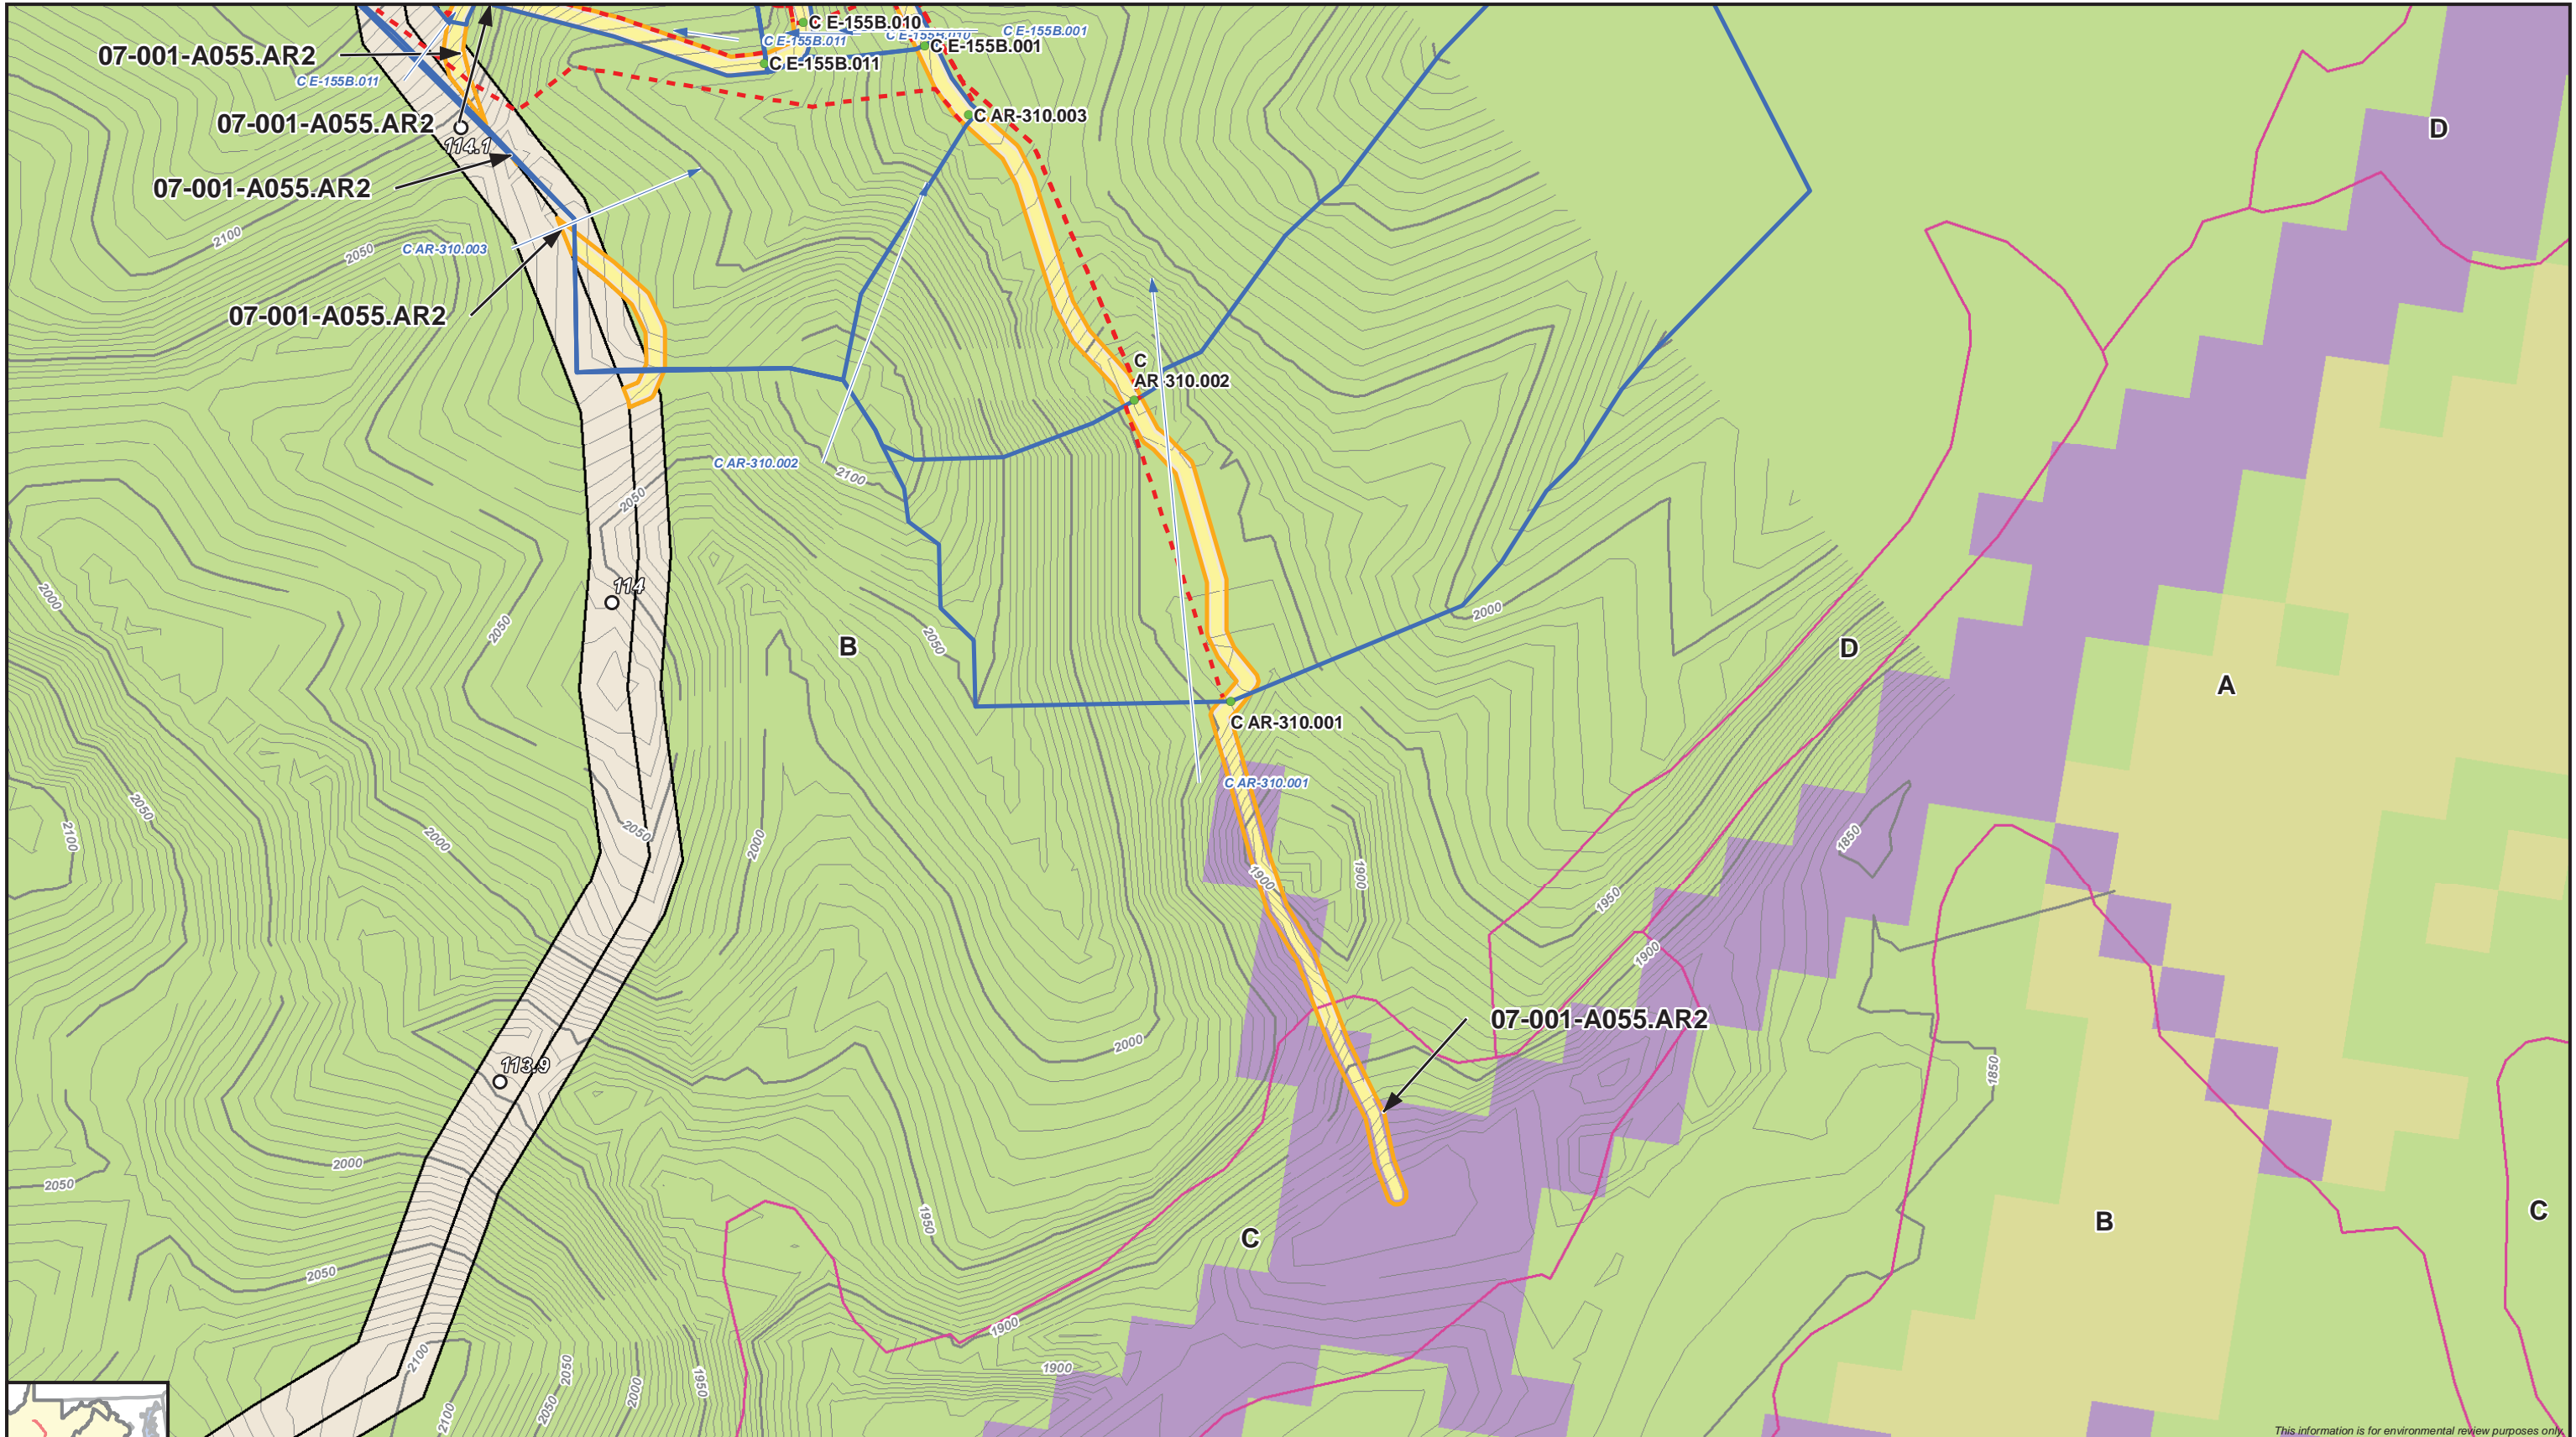 C E-155B.010
C E-155B.011
C E-155B.010
C E-155B.001
C E-155B.001
07-001-A055.AR2
C E-155B.011
C E-155B.011
D
07-001-A055.AR2
114.1
C AR-310.003
07-001-A055.AR2
2100
2050
C AR-310.003
07-001-A055.AR2
C
AR-310.002
C AR-310.002
2100
2050
114
2000
2050
2000
B
2050
D
A
C AR-310.001
C AR-310.001
2050
2100
2000
2050
2000
1900
1900
1850
1950
1900
07-001-A055.AR2
2000
113.9
1850
2000
2050
1950
C
B
C
2050
1900
1900
2100
2050
2000
1950
2050
2100
This information is for environmental review purposes only.